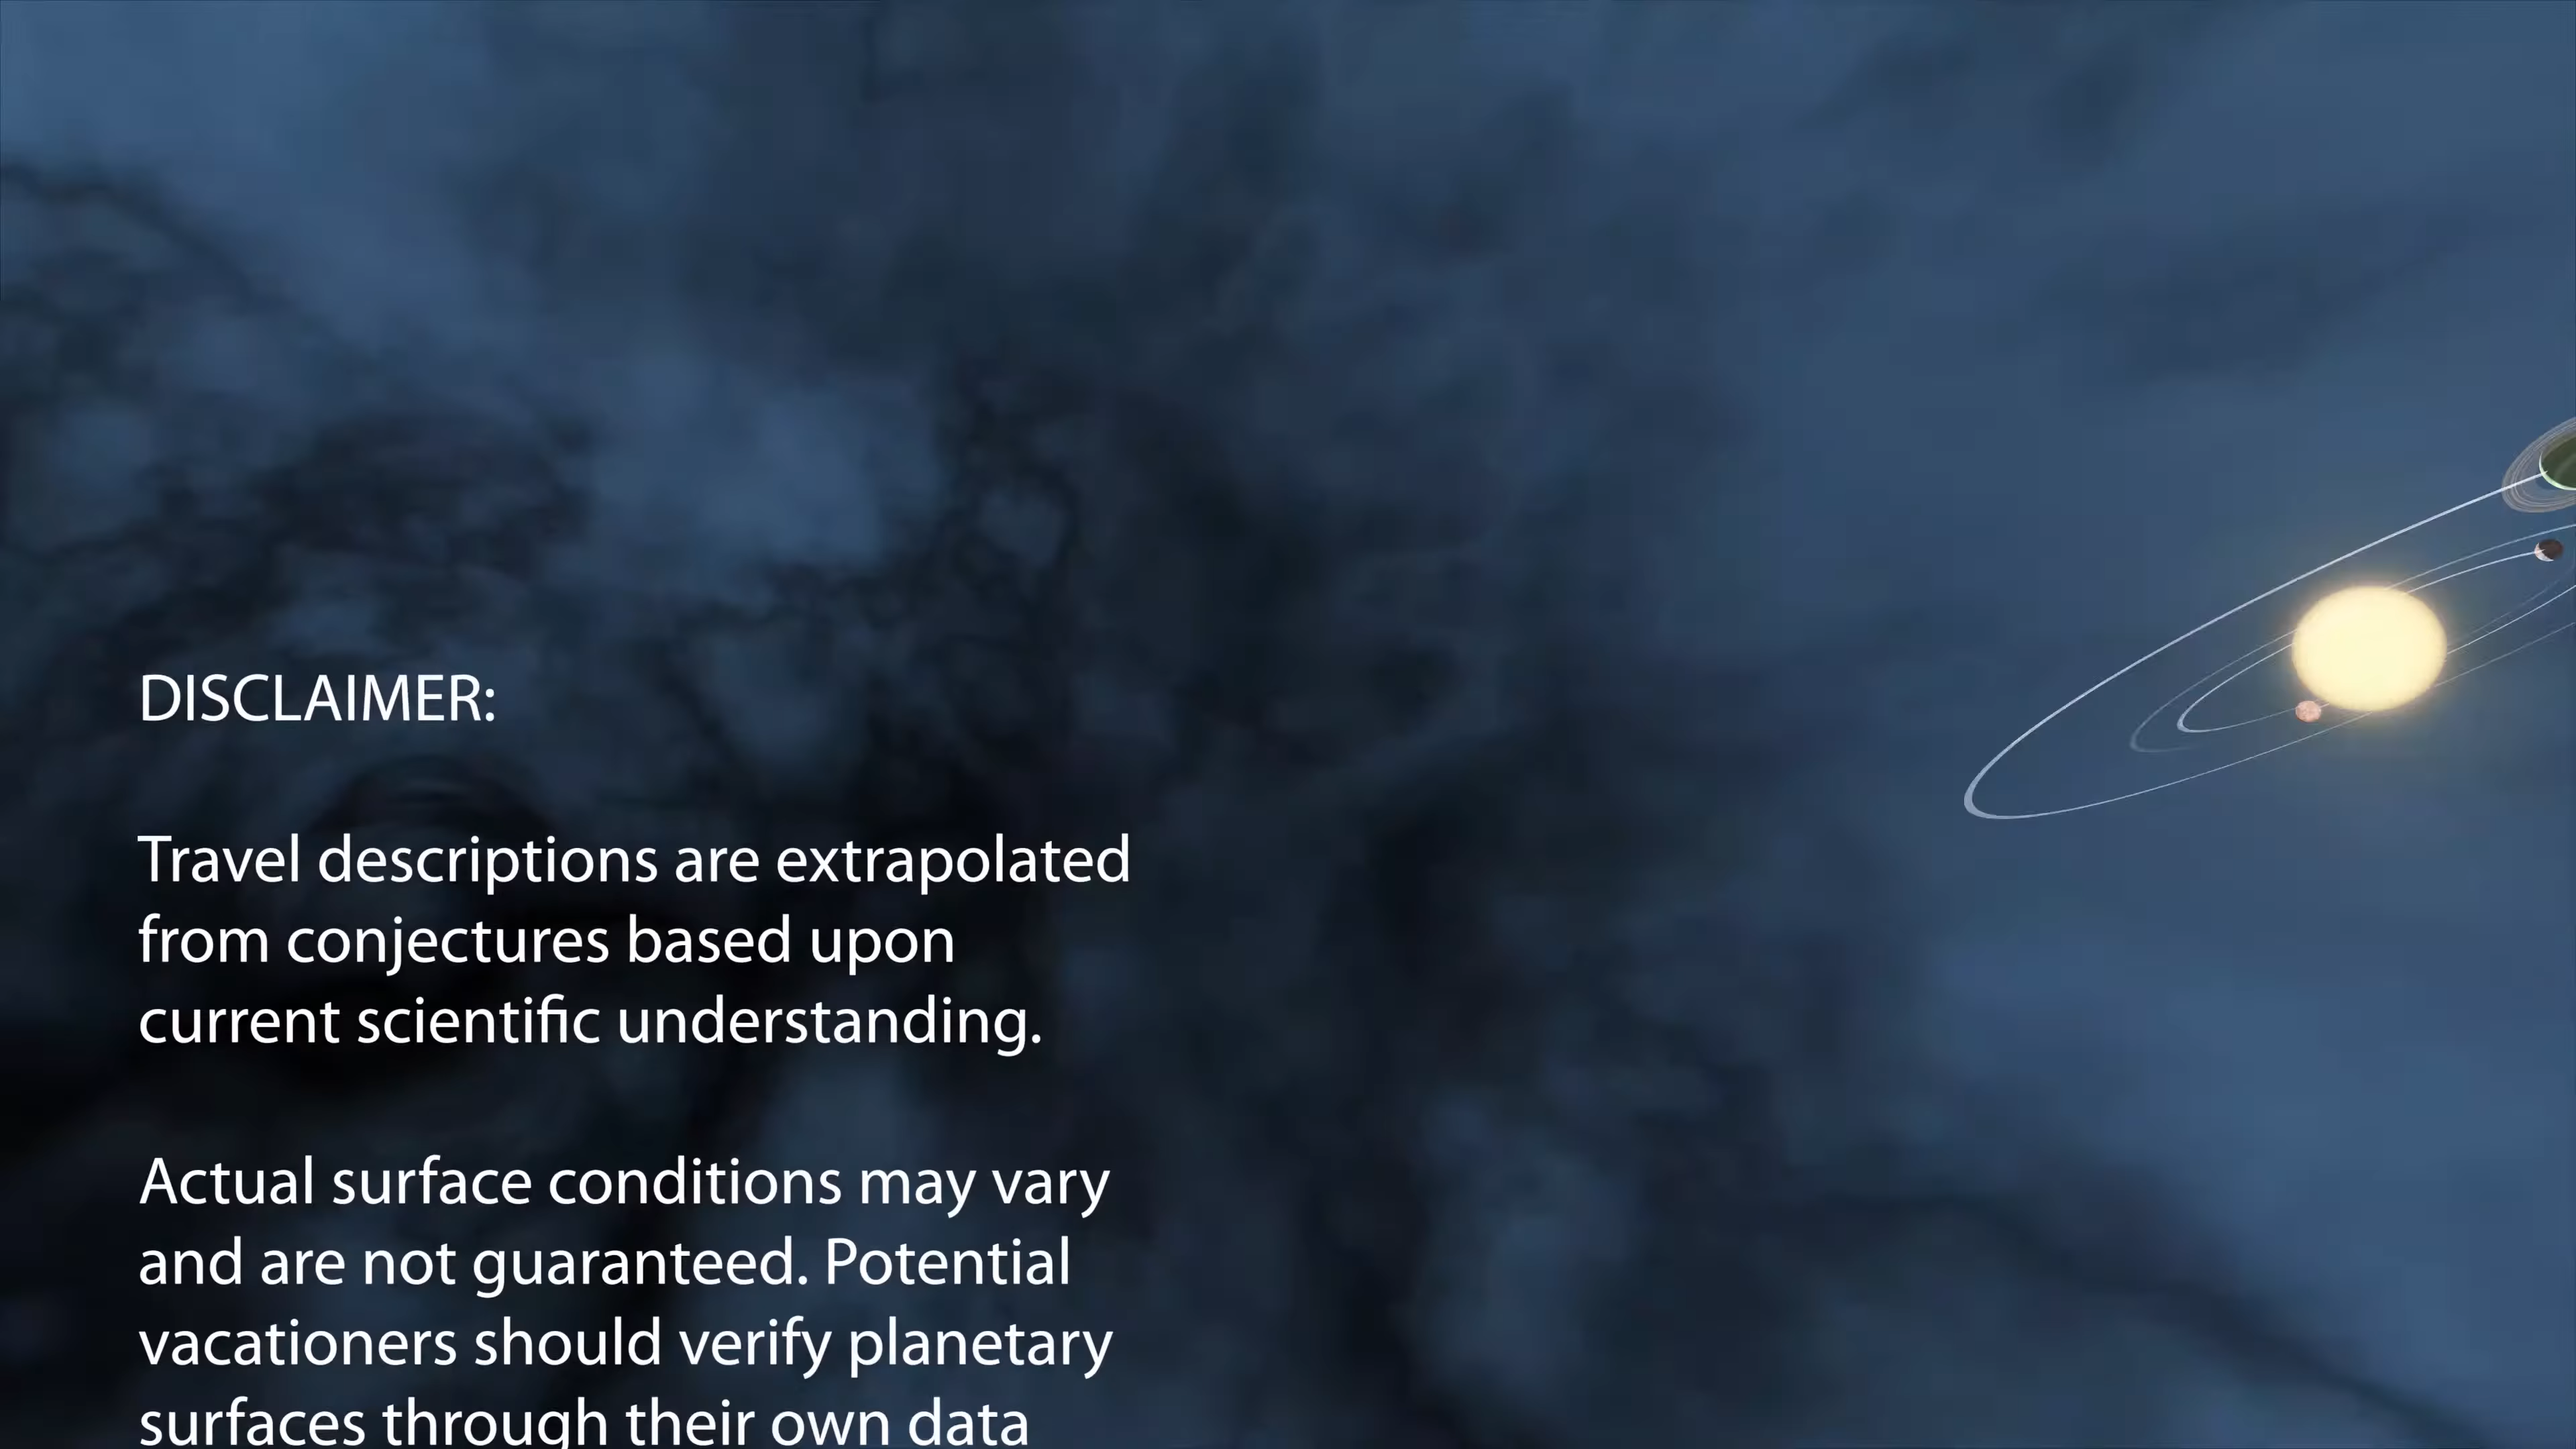 DISCLAIMER:
Travel descriptions are extrapolated
from conjectures based upon
current scientific understanding.
Actual surface conditions may vary
and are not guaranteed. Potential
vacationers should verify planetary
surfaces through their own data